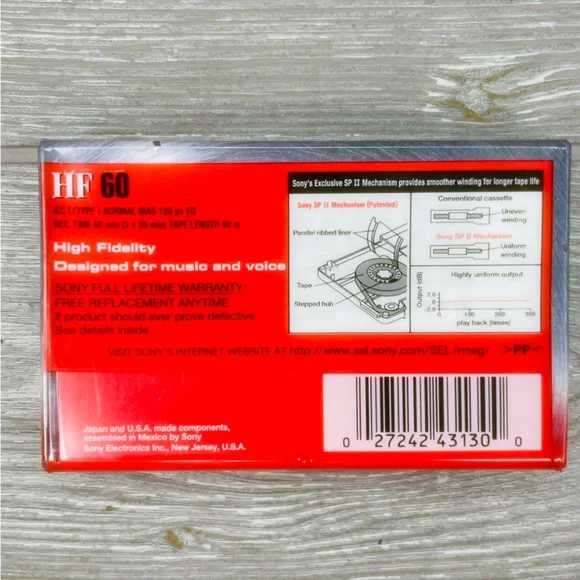 HF 60
IEC I/TYPE I · NORMAL BIAS 120 µs EQ
REC. TIME 60 min (2 x 30 min) TAPE LENGTH 90 m
High Fidelity
Designed for music and voice
SONY FULL LIFETIME WARRANTY:
FREE REPLACEMENT ANYTIME
If product should ever prove defective
See details inside
Sony's Exclusive SP II Mechanism provides smoother winding for longer tape life
Sony SP II Mechanism (Patented)
Parallel ribbed liner
Tape
Stepped hub
Conventional cassette
Uneven
winding
Sony SP II Mechanism
Uniform
winding
Highly uniform output
Output (dB)
2.0
0
-2.0
0 100 200 300
play back (times)
VISIT SONY'S INTERNET WEBSITE AT http://www.sel.sony.com/SEL/rmeg/ >PP<
Japan and U.S.A. made components,
assembled in Mexico by Sony
Sony Electronics Inc., New Jersey, U.S.A.
0 27242 43130 0